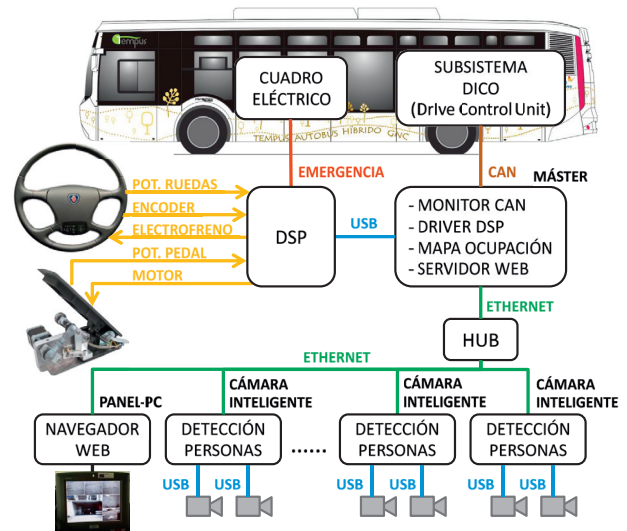 Tempur
CUADRO
ELÉCTRICO
SUBSISTEMA
DICO
(DrIve Control Unit)
TEMPUS AUTOBUS HÍBRIDO GNC
EMERGENCIA
CAN
MÁSTER
POT. RUEDAS
ENCODER
ELECTROFRENO
POT. PEDAL
MOTOR
DSP
USB
- MONITOR CAN
- DRIVER DSP
- MAPA OCUPACIÓN
- SERVIDOR WEB
ETHERNET
HUB
ETHERNET
PANEL-PC
CÁMARA
INTELIGENTE
CÁMARA
INTELIGENTE
CÁMARA
INTELIGENTE
NAVEGADOR
WEB
DETECCIÓN
PERSONAS
......
DETECCIÓN
PERSONAS
DETECCIÓN
PERSONAS
USB
USB
USB
USB
USB
USB